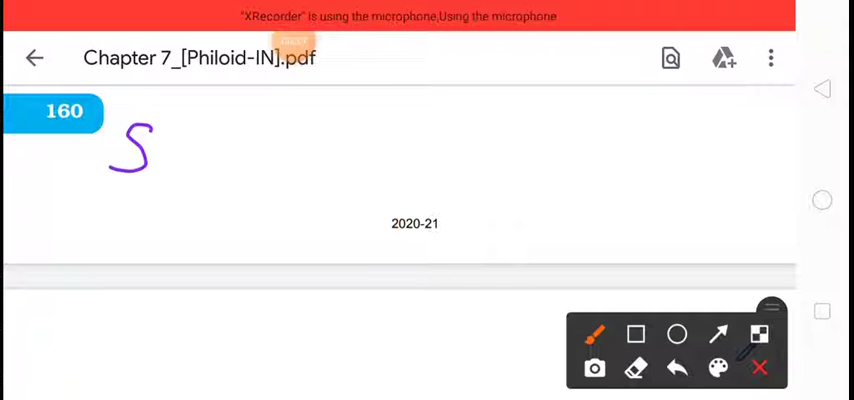 "XRecorder" is using the microphone,Using the microphone
Chapter 7_[Philoid-IN].pdf
160
S
2020-21